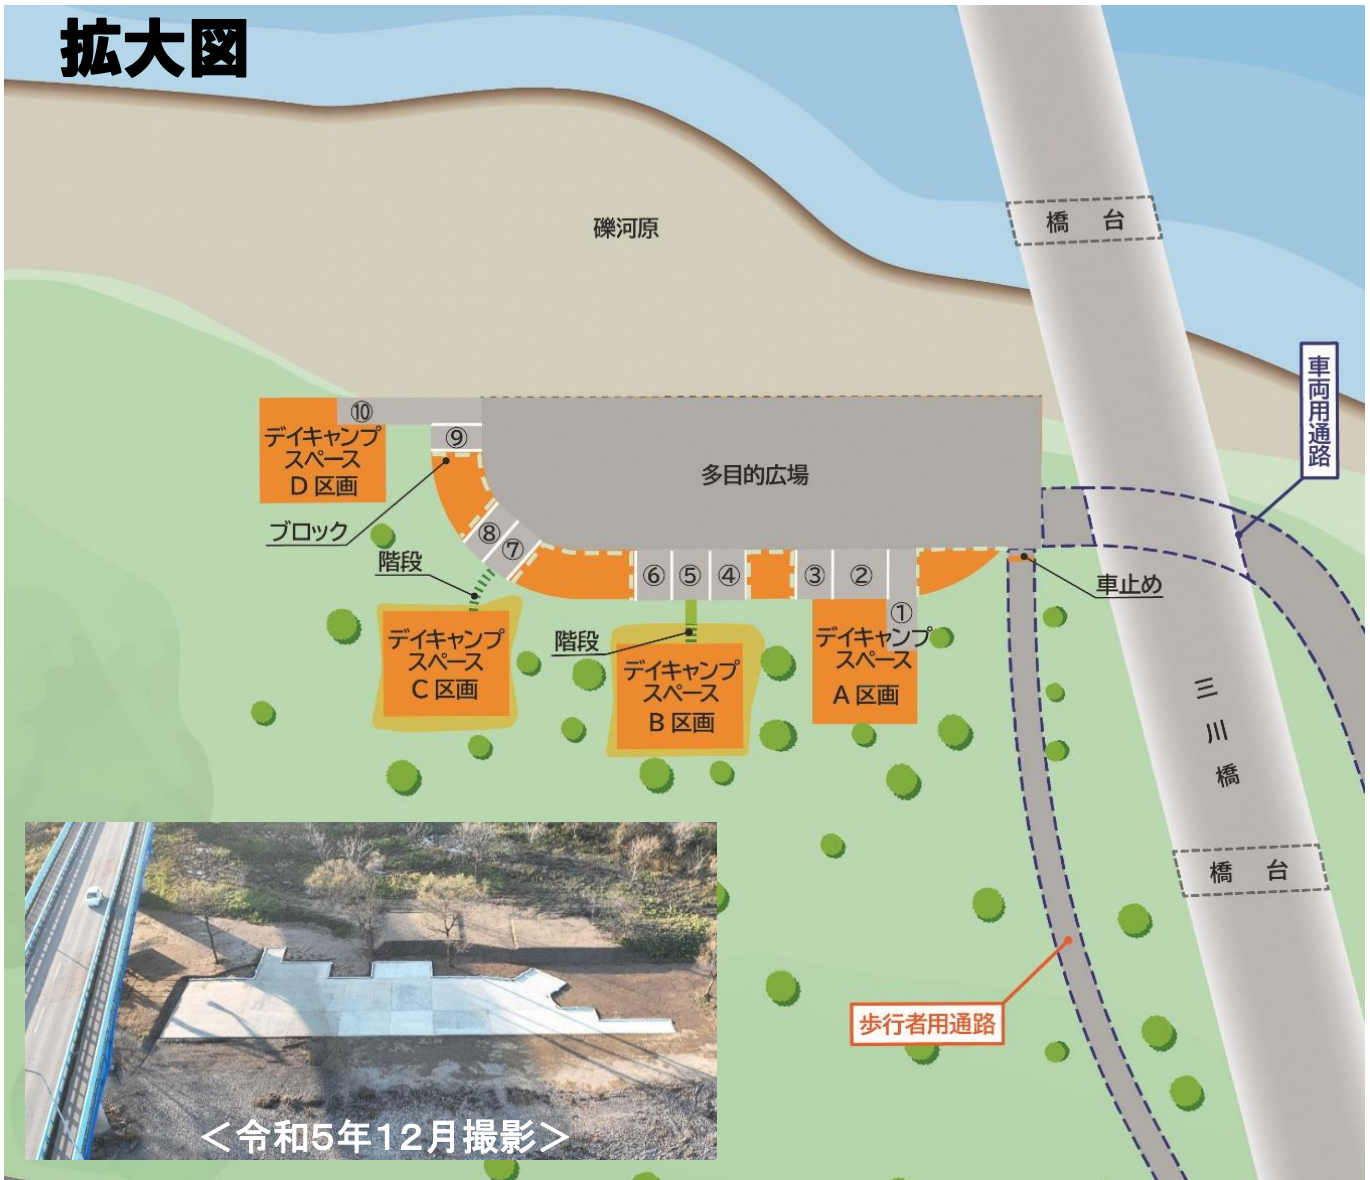 拡大図
礫河原
橋 台
車両用通路
⑩
デイキャンプ
スペース
D 区画
⑨
多目的広場
ブロック
⑧
⑦
階段
⑥
⑤
④
③
②
①
車止め
デイキャンプ
スペース
C 区画
階段
デイキャンプ
スペース
B 区画
デイキャンプ
スペース
A 区画
三川橋
橋 台
歩行者用通路
＜令和5年12月撮影＞